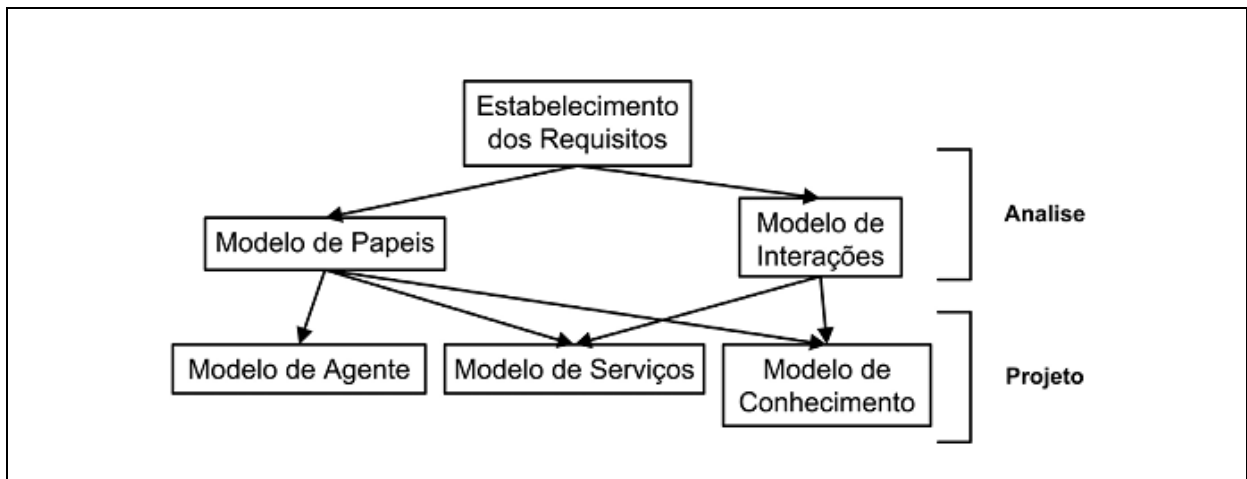 Estabelecimento
dos Requisitos
Analise
Modelo de Papeis
Modelo de
Interações
Modelo de Agente
Modelo de Serviços
Modelo de
Conhecimento
Projeto